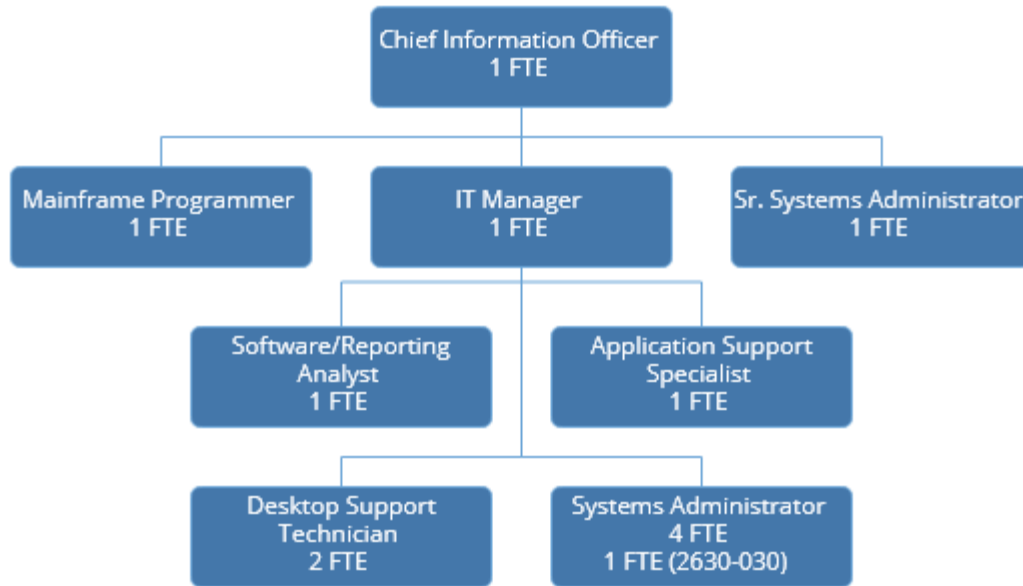 Chief Information Officer
1 FTE
Mainframe Programmer
1 FTE
IT Manager
1 FTE
Sr. Systems Administrator
1 FTE
Software/Reporting
Analyst
1 FTE
Application Support
Specialist
1 FTE
Desktop Support
Technician
2 FTE
Systems Administrator
4 FTE
1 FTE (2630-030)